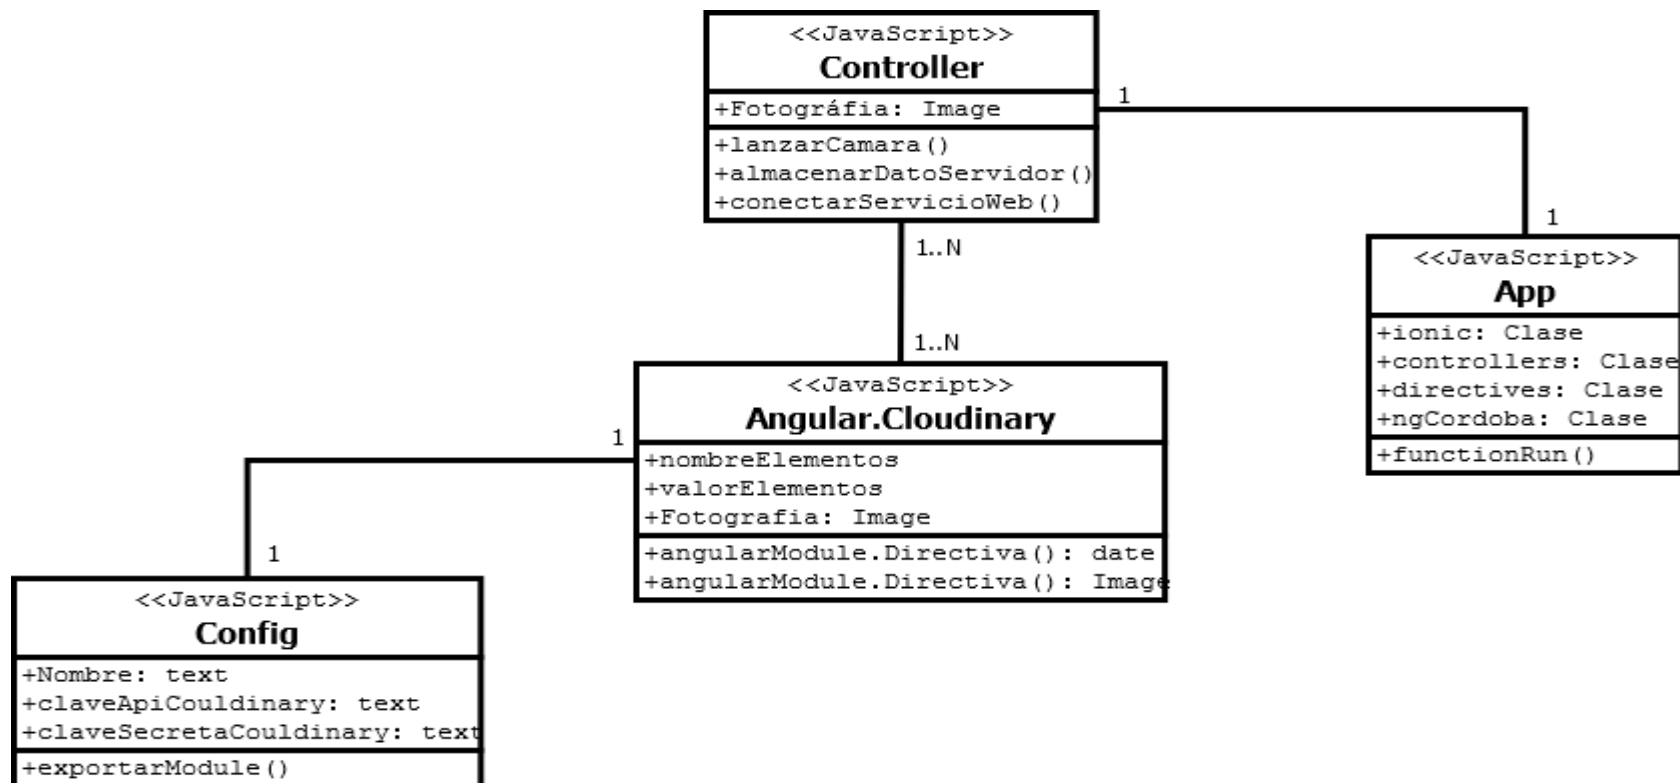 <<JavaScript>>
Controller
+Fotográfia: Image
+lanzarCamara()
+almacenarDatoServidor()
+conectarServicioWeb()
1
1
<<JavaScript>>
App
+ionic: Clase
+controllers: Clase
+directives: Clase
+ngCordoba: Clase
+functionRun()
1..N
1..N
<<JavaScript>>
Angular.Cloudinary
+nombreElementos
+valorElementos
+Fotografia: Image
+angularModule.Directiva(): date
+angularModule.Directiva(): Image
1
1
<<JavaScript>>
Config
+Nombre: text
+claveApiCouldinary: text
+claveSecretaCouldinary: text
+exportarModule()